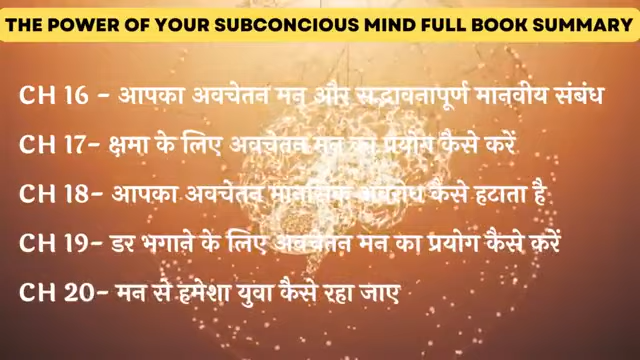 THE POWER OF YOUR SUBCONCIOUS MIND FULL BOOK SUMMARY
CH 16 - आपका अवचेतन मन और सद्भावनापूर्ण मानवीय संबंध
CH 17- क्षमा के लिए अवचेतन मन का प्रयोग कैसे करें
CH 18- आपका अवचेतन मानसिक अवरोध कैसे हटाता है
CH 19- डर भगाने के लिए अवचेतन मन का प्रयोग कैसे करें
CH 20- मन से हमेशा युवा कैसे रहा जाए